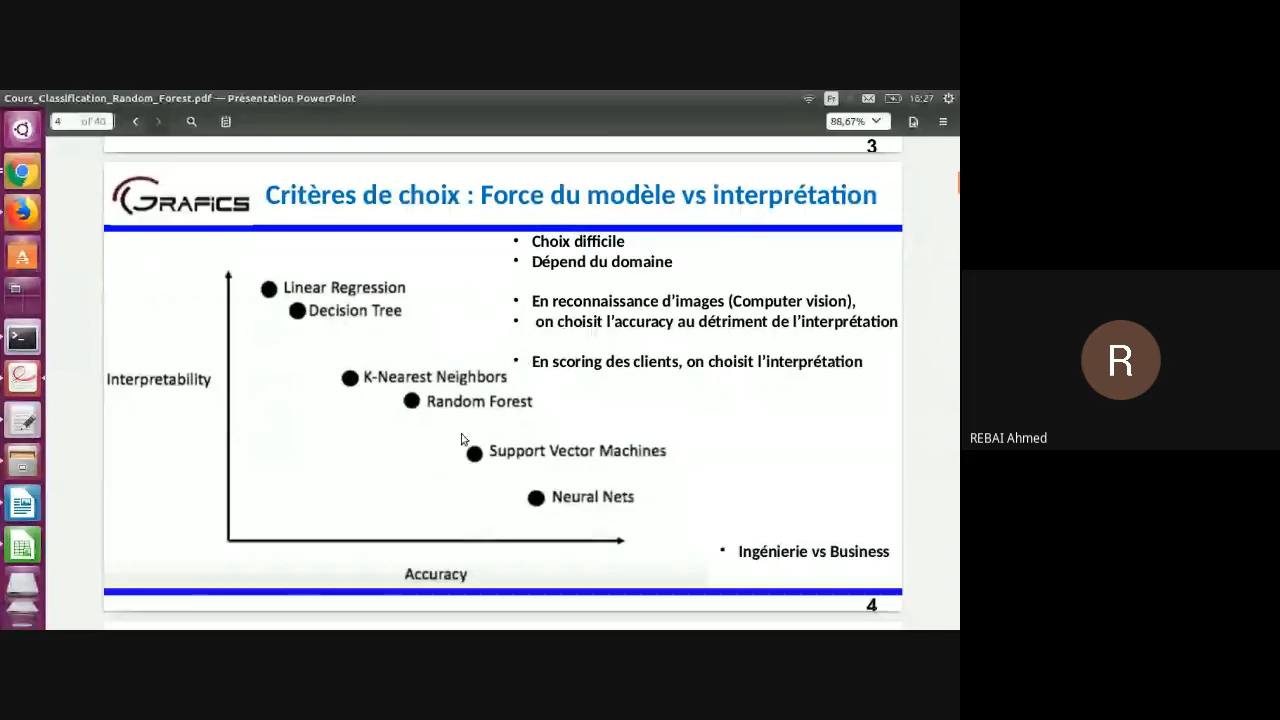 Cours_Classification_Random_Forest.pdf — Présentation PowerPoint
Fr
16:27
4
of 40
88,67%
3
GRAFICS
Critères de choix : Force du modèle vs interprétation
• Choix difficile
• Dépend du domaine
• En reconnaissance d’images (Computer vision),
• on choisit l’accuracy au détriment de l’interprétation
• En scoring des clients, on choisit l’interprétation
Linear Regression
Decision Tree
Interpretability
K-Nearest Neighbors
Random Forest
Support Vector Machines
Neural Nets
• Ingénierie vs Business
Accuracy
4
R
REBAI Ahmed